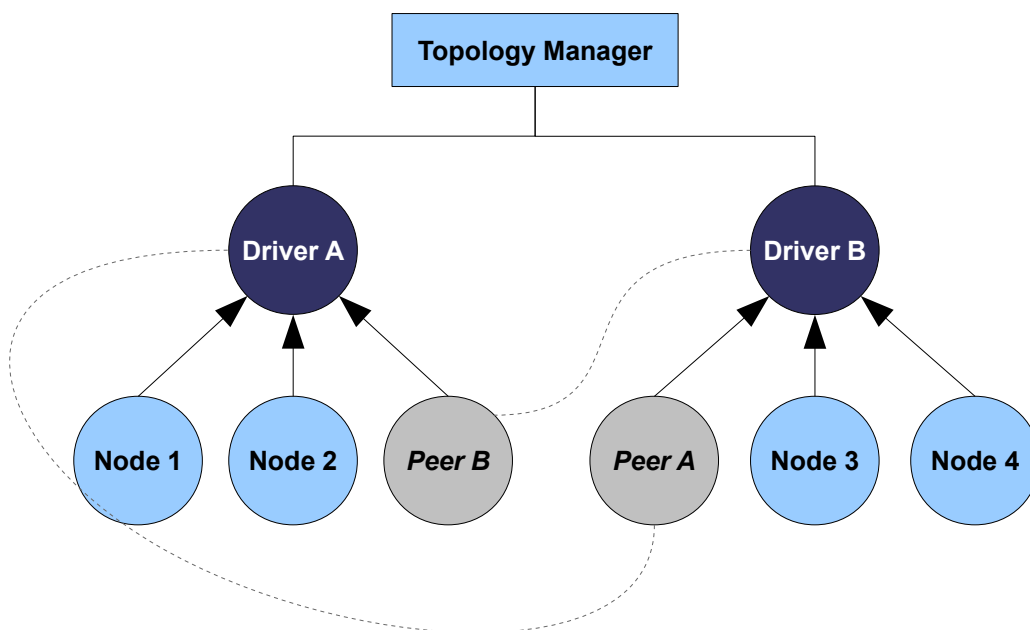 Topology Manager
Driver A
Driver B
Node 1
Node 2
Peer B
Peer A
Node 3
Node 4